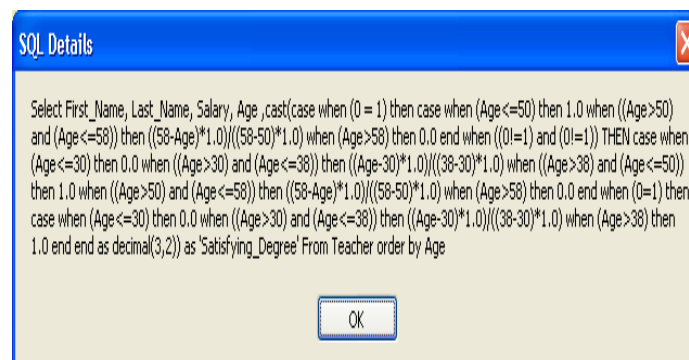 SQL Details
Select First_Name, Last_Name, Salary, Age ,cast(case when (0 = 1) then case when (Age<=50) then 1.0 when ((Age>50)
and (Age<=58)) then ((58-Age)*1.0)/((58-50)*1.0) when (Age>58) then 0.0 end when ((0!=1) and (0!=1)) THEN case when
(Age<=30) then 0.0 when ((Age>30) and (Age<=38)) then ((Age-30)*1.0)/((38-30)*1.0) when ((Age>38) and (Age<=50))
then 1.0 when ((Age>50) and (Age<=58)) then ((58-Age)*1.0)/((58-50)*1.0) when (Age>58) then 0.0 end when (0=1) then
case when (Age<=30) then 0.0 when ((Age>30) and (Age<=38)) then ((Age-30)*1.0)/((38-30)*1.0) when (Age>38) then
1.0 end end as decimal(3,2)) as 'Satisfying_Degree' From Teacher order by Age
OK